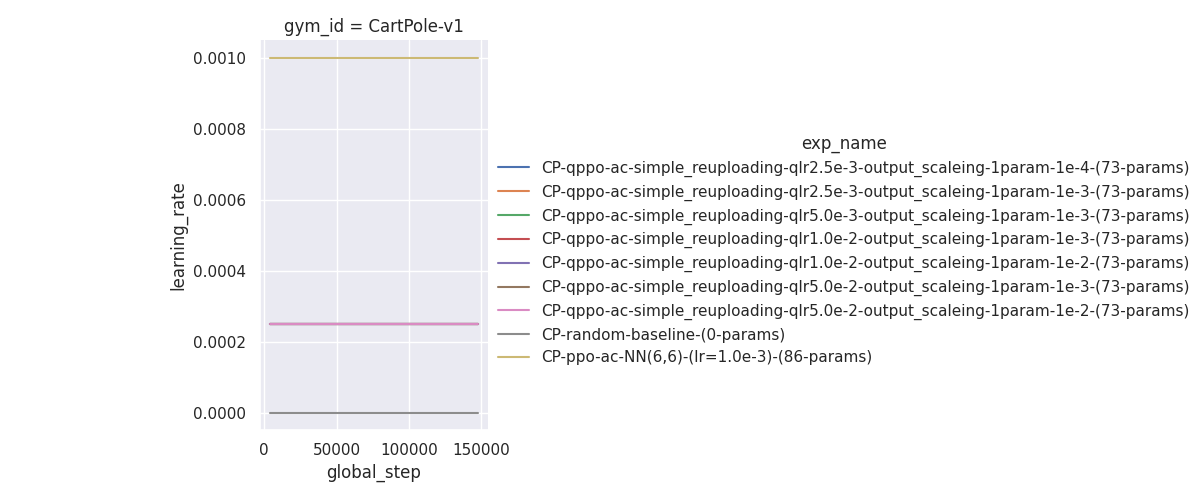 gym_id = CartPole-v1
0.0010
0.0008
0.0006
0.0004
0.0002
0.0000
learning_rate
0 50000 100000 150000
global_step
exp_name
CP-qppo-ac-simple_reuploading-qlr2.5e-3-output_scaleing-1param-1e-4-(73-params)
CP-qppo-ac-simple_reuploading-qlr2.5e-3-output_scaleing-1param-1e-3-(73-params)
CP-qppo-ac-simple_reuploading-qlr5.0e-3-output_scaleing-1param-1e-3-(73-params)
CP-qppo-ac-simple_reuploading-qlr1.0e-2-output_scaleing-1param-1e-3-(73-params)
CP-qppo-ac-simple_reuploading-qlr1.0e-2-output_scaleing-1param-1e-2-(73-params)
CP-qppo-ac-simple_reuploading-qlr5.0e-2-output_scaleing-1param-1e-3-(73-params)
CP-qppo-ac-simple_reuploading-qlr5.0e-2-output_scaleing-1param-1e-2-(73-params)
CP-random-baseline-(0-params)
CP-ppo-ac-NN(6,6)-(lr=1.0e-3)-(86-params)